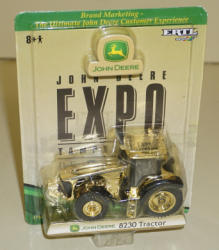 Brand Marketing -
The Ultimate John Deere Customer Experience
ERTL
8+
JOHN DEERE
JOHN DEERE
EXPO
JOHN DEERE 8230 Tractor